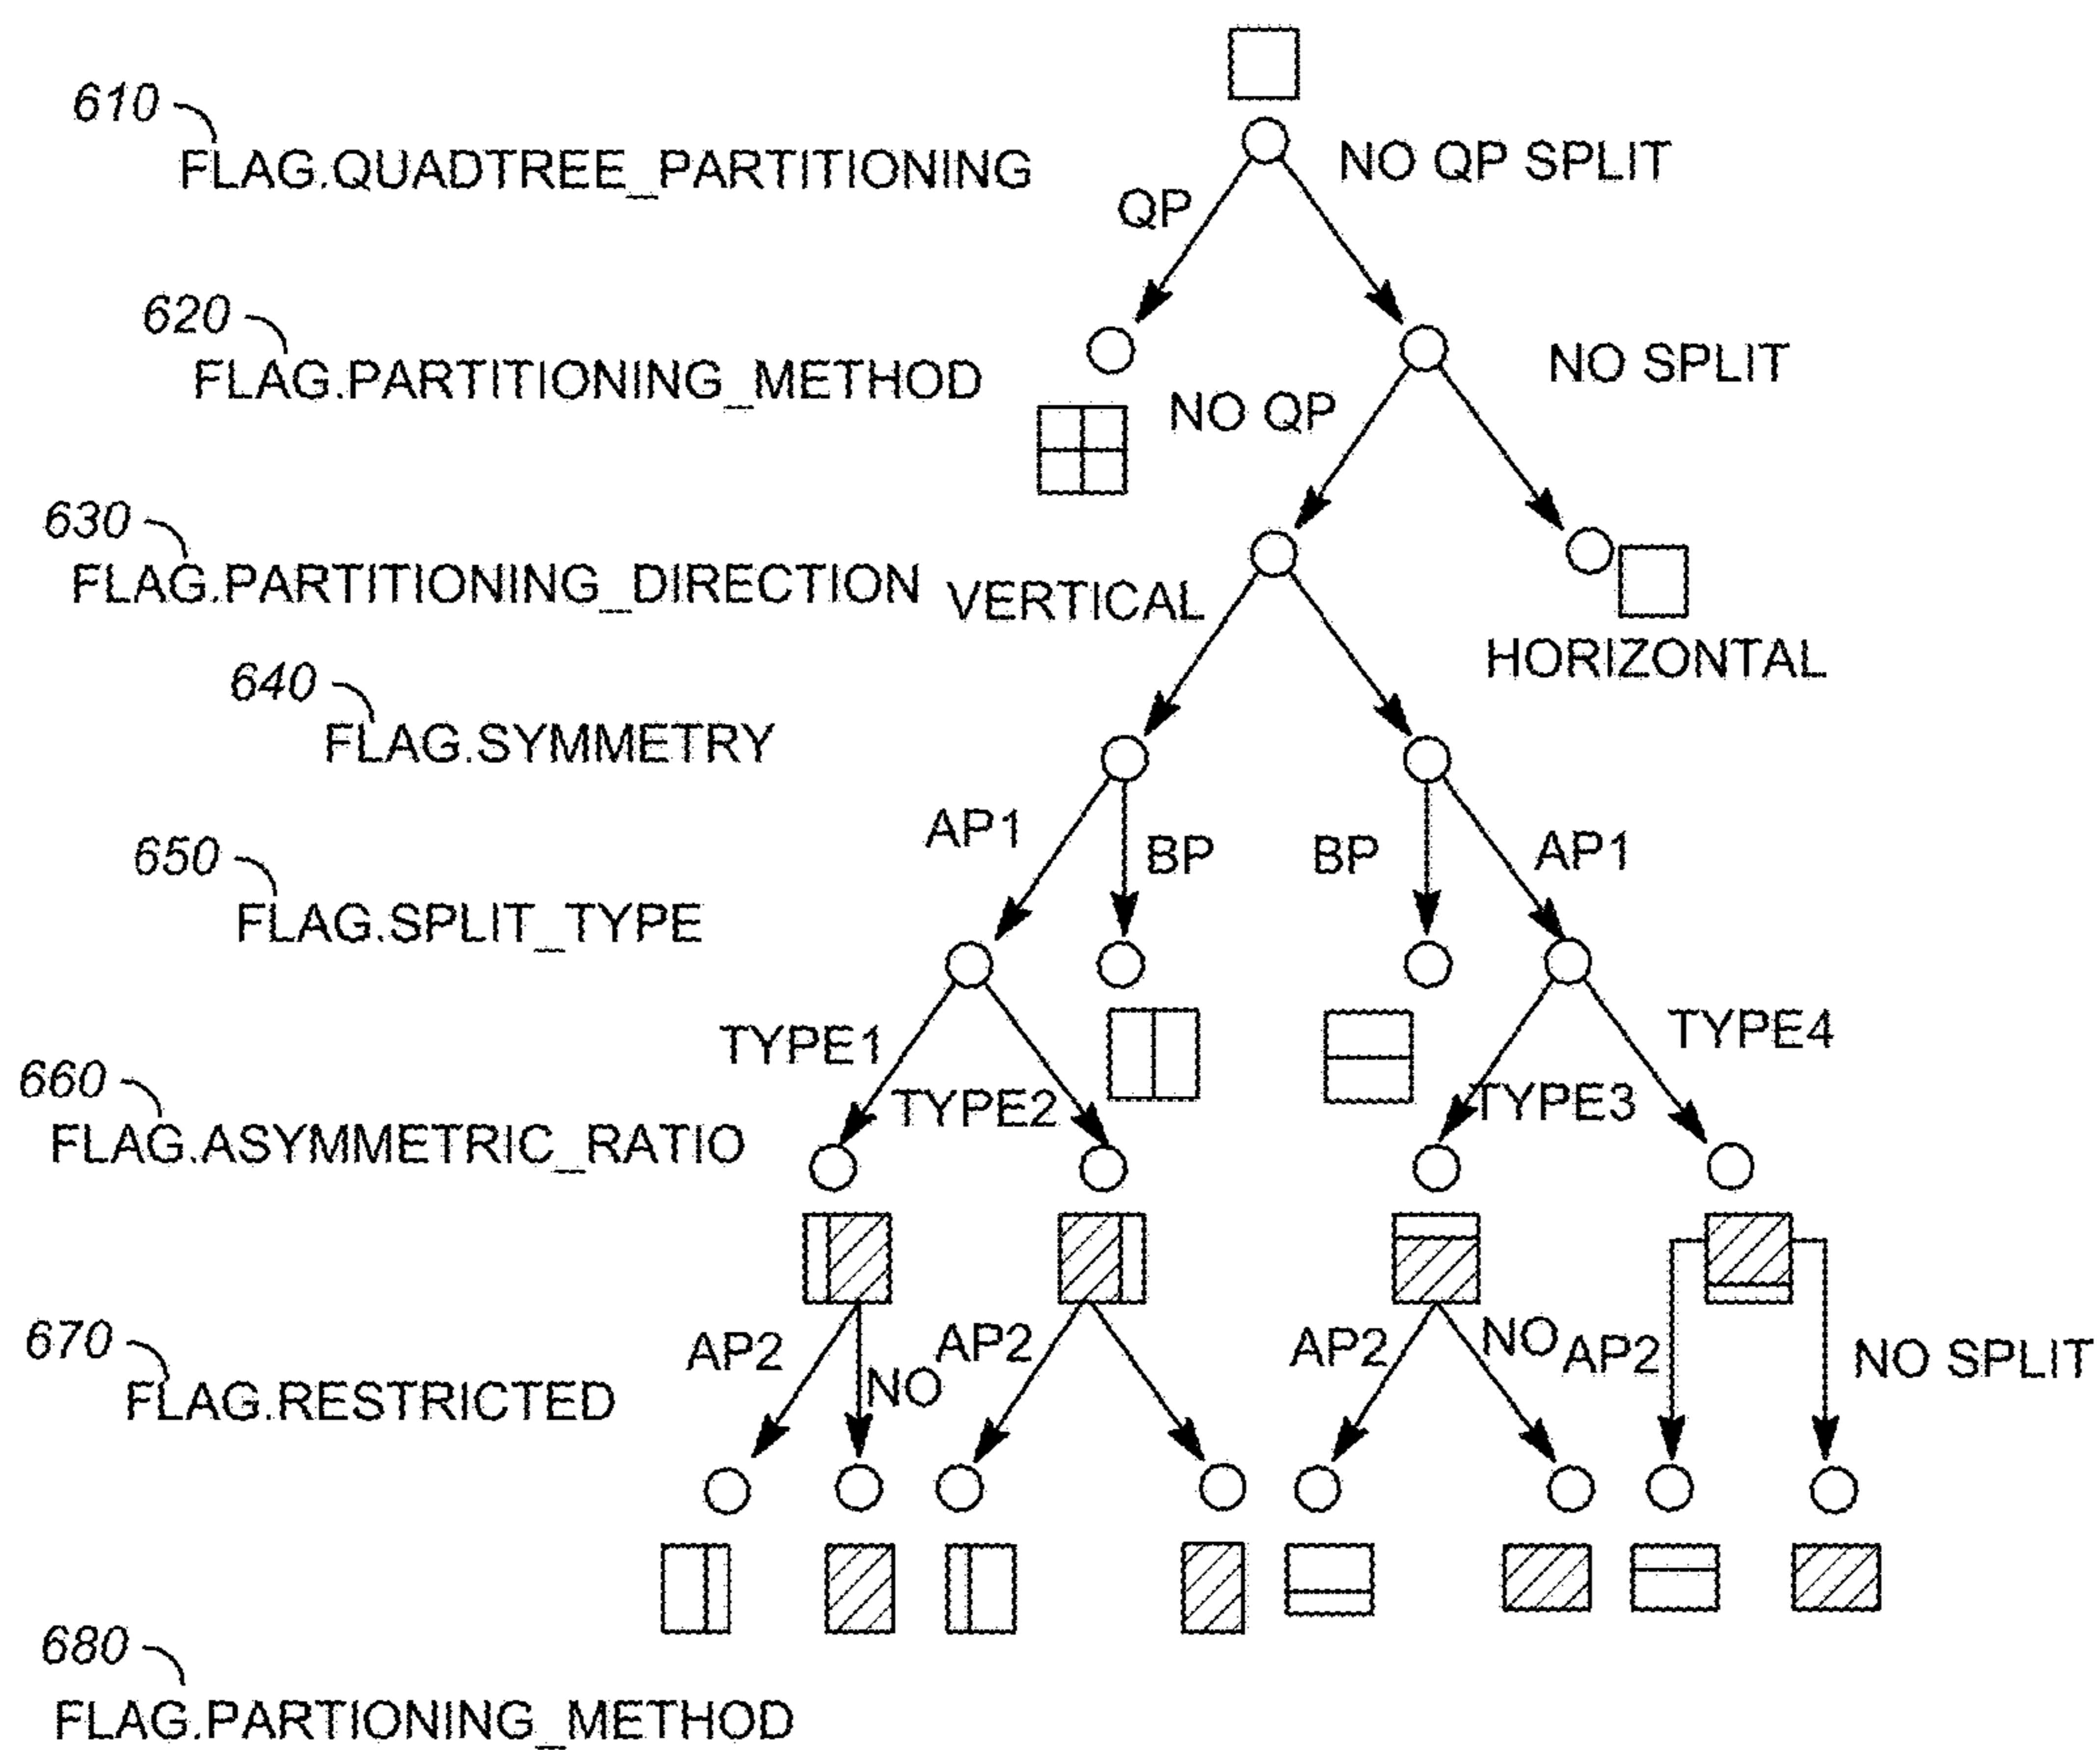 610
FLAG.QUADTREE_PARTITIONING
NO QP SPLIT
QP
620
FLAG.PARTITIONING_METHOD
NO SPLIT
NO QP
630
FLAG.PARTITIONING_DIRECTION
VERTICAL
HORIZONTAL
640
FLAG.SYMMETRY
AP1
BP
BP
AP1
650
FLAG.SPLIT_TYPE
TYPE1
TYPE2
TYPE3
TYPE4
660
FLAG.ASYMMETRIC_RATIO
670
FLAG.RESTRICTED
AP2
NO
AP2
AP2
NO
AP2
NO SPLIT
680
FLAG.PARTIONING_METHOD